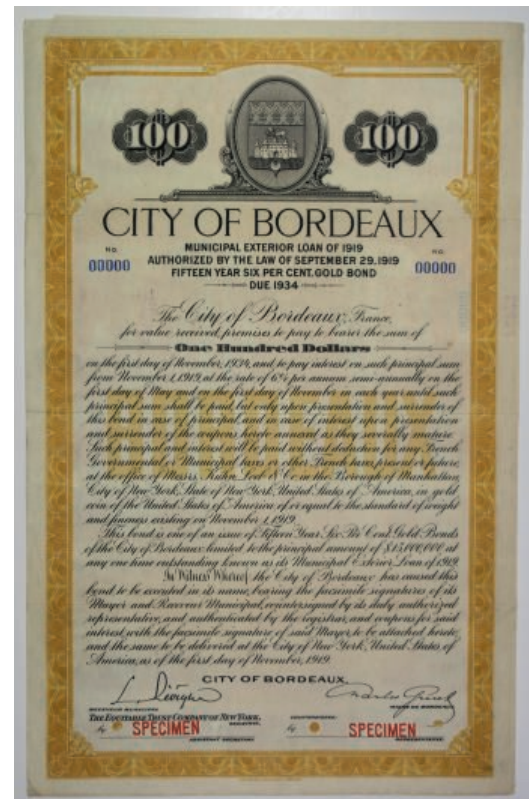 100 100
CITY OF BORDEAUX
MUNICIPAL EXTERIOR LOAN OF 1919
NO. AUTHORIZED BY THE LAW OF SEPTEMBER 29, 1919 NO.
00000 FIFTEEN YEAR SIX PER CENT. GOLD BOND 00000
DUE 1934
The City of Bordeaux, France,
for value received, promises to pay to bearer the sum of
One Hundred Dollars
on the first day of November, 1934, and to pay interest on such principal sum
from November 1, 1919, at the rate of 6% per annum semi-annually on the
first day of May and on the first day of November in each year until such
principal sum shall be paid, but only upon presentation and surrender of
this bond in case of principal, and in case of interest upon presentation
and surrender of the coupons hereto annexed as they severally mature.
Such principal and interest will be paid without deduction for any French
Governmental or Municipal taxes or other French taxes, present or future,
at the office of Messrs. Kuhn, Loeb & Co. in the Borough of Manhattan,
City of New York, State of New York, United States of America, in gold
coin of the United States of America of or equal to the standard of weight
and fineness existing on November 1, 1919.
This bond is one of an issue of Fifteen Year Six Per Cent. Gold Bonds
of the City of Bordeaux limited to the principal amount of $15,000,000 at
any one time outstanding known as its Municipal Exterior Loan of 1919.
In Witness Whereof the City of Bordeaux has caused this
bond to be executed in its name, bearing the facsimile signatures of its
Mayor and Receveur Municipal, countersigned by its duly authorized
representative, and authenticated by the registrar, and coupons for said
interest, with the facsimile signature of said Mayor, to be attached hereto,
and the same to be delivered at the City of New York, United States of
America, as of the first day of November, 1919.
CITY OF BORDEAUX,
RECEVEUR MUNICIPAL MAYOR OF BORDEAUX
THE EQUITABLE TRUST COMPANY OF NEW YORK, REGISTRAR, COUNTERSIGNED:
By SPECIMEN By SPECIMEN
ASSISTANT SECRETARY REPRESENTATIVE